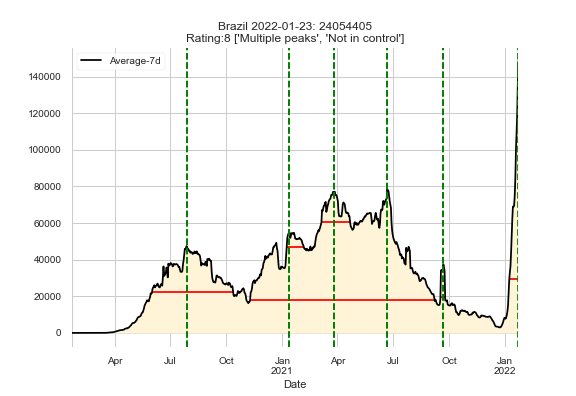 Brazil 2022-01-23: 24054405
Rating:8 ['Multiple peaks', 'Not in control']
Average-7d
140000
120000
100000
80000
60000
40000
20000
0
Apr Jul Oct Jan Apr Jul Oct Jan
2021 2022
Date